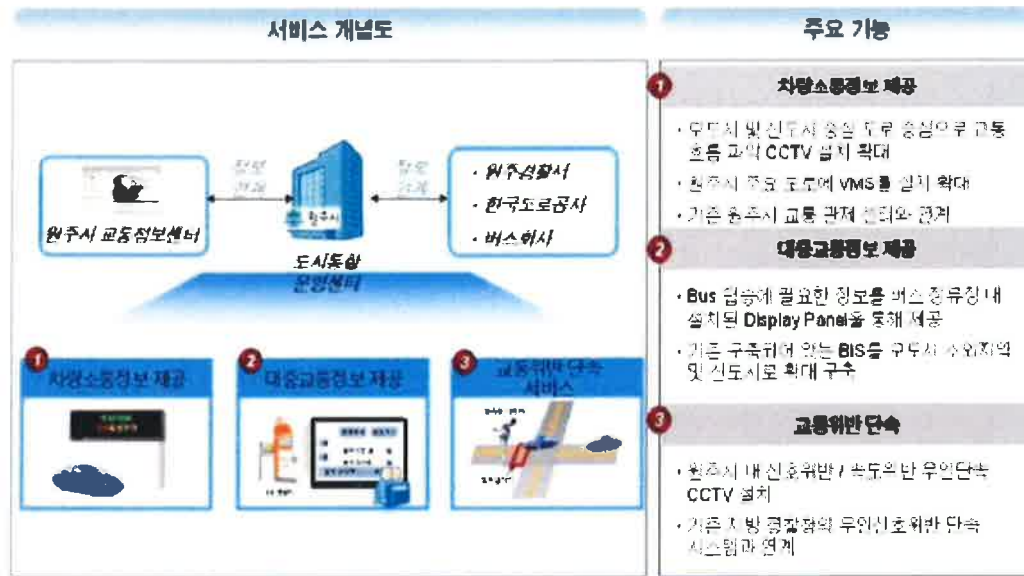 서비스 개념도
주요 기능
원주시 교통정보센터
정보
연계
원주시
도시통합
운영센터
정보
연계
· 원주경찰서
· 한국도로공사
· 버스회사
1
차량소통정보 제공
2
대중교통정보 제공
3
교통위반 단속
서비스
1
차량소통정보 제공
· 구도시 및 신도시 중심 도로 중심으로 교통
흐름 파악 CCTV 설치 확대
· 원주시 주요 도로에 VMS를 설치 확대
· 기존 원주시 교통 관제 센터와 연계
2
대중교통정보 제공
· Bus 탑승에 필요한 정보를 버스 정류장 내
설치된 Display Panel을 통해 제공
· 기존 구축되어 있는 BIS를 구도시 소외지역
및 신도시로 확대 구축
3
교통위반 단속
· 원주시 내 신호위반 / 속도위반 무인단속
CCTV 설치
· 기존 지방 경찰청의 무인신호위반 단속
시스템과 연계